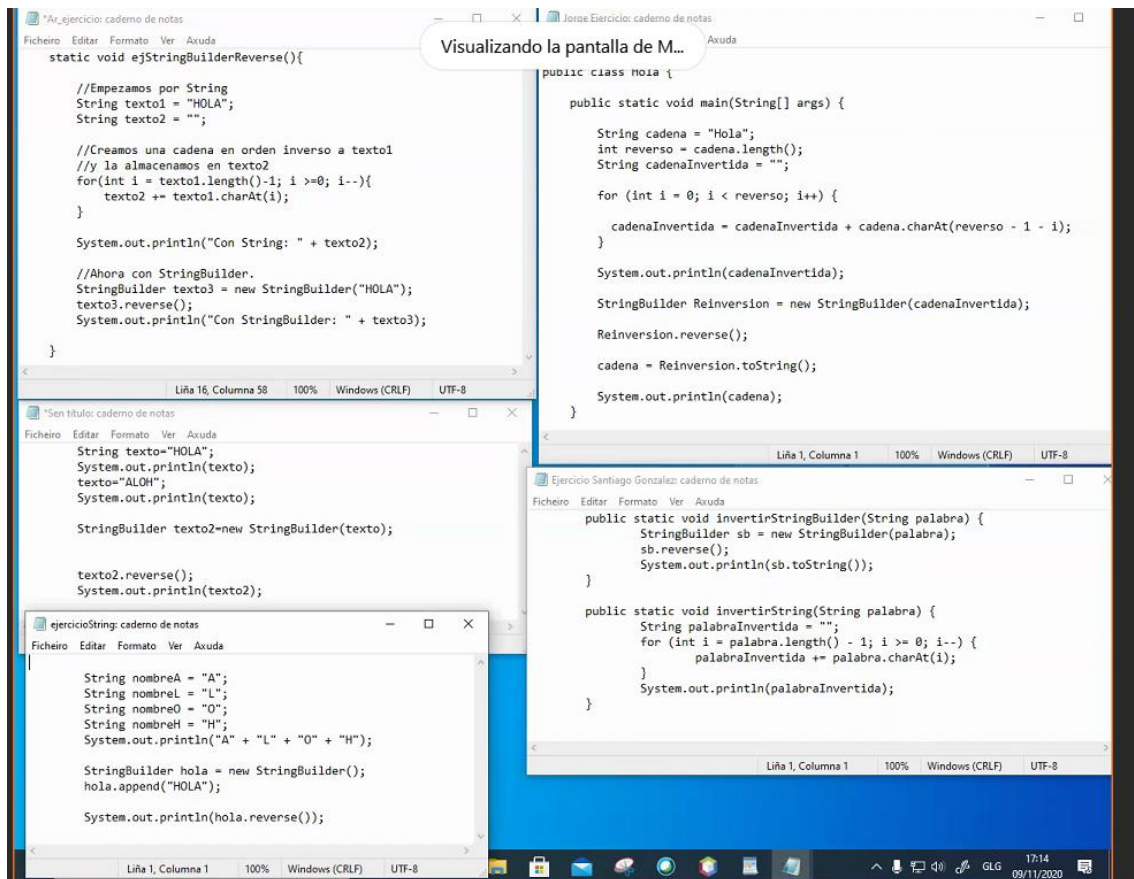 *Ar_ejercicio: caderno de notas
Ficheiro Editar Formato Ver Axuda
static void ejStringBuilderReverse(){
//Empezamos por String
String texto1 = "HOLA";
String texto2 = "";
//Creamos una cadena en orden inverso a texto1
//y la almacenamos en texto2
for(int i = texto1.length()-1; i >=0; i--){
texto2 += texto1.charAt(i);
}
System.out.println("Con String: " + texto2);
//Ahora con StringBuilder.
StringBuilder texto3 = new StringBuilder("HOLA");
texto3.reverse();
System.out.println("Con StringBuilder: " + texto3);
}
Liña 16, Columna 58 100% Windows (CRLF) UTF-8
Visualizando la pantalla de M...
Jorge Ejercicio: caderno de notas
Axuda
public class Hola {
public static void main(String[] args) {
String cadena = "Hola";
int reverso = cadena.length();
String cadenaInvertida = "";
for (int i = 0; i < reverso; i++) {
cadenaInvertida = cadenaInvertida + cadena.charAt(reverso - 1 - i);
}
System.out.println(cadenaInvertida);
StringBuilder Reinversion = new StringBuilder(cadenaInvertida);
Reinversion.reverse();
cadena = Reinversion.toString();
System.out.println(cadena);
}
Liña 1, Columna 1 100% Windows (CRLF) UTF-8
*Sen título: caderno de notas
Ficheiro Editar Formato Ver Axuda
String texto="HOLA";
System.out.println(texto);
texto="ALOH";
System.out.println(texto);
StringBuilder texto2=new StringBuilder(texto);
texto2.reverse();
System.out.println(texto2);
Ejercicio Santiago Gonzalez: caderno de notas
Ficheiro Editar Formato Ver Axuda
public static void invertirStringBuilder(String palabra) {
StringBuilder sb = new StringBuilder(palabra);
sb.reverse();
System.out.println(sb.toString());
}
public static void invertirString(String palabra) {
String palabraInvertida = "";
for (int i = palabra.length() - 1; i >= 0; i--) {
palabraInvertida += palabra.charAt(i);
}
System.out.println(palabraInvertida);
}
Liña 1, Columna 1 100% Windows (CRLF) UTF-8
ejercicioString: caderno de notas
Ficheiro Editar Formato Ver Axuda
String nombreA = "A";
String nombreL = "L";
String nombreO = "O";
String nombreH = "H";
System.out.println("A" + "L" + "O" + "H");
StringBuilder hola = new StringBuilder();
hola.append("HOLA");
System.out.println(hola.reverse());
Liña 1, Columna 1 100% Windows (CRLF) UTF-8
GLG
17:14
09/11/2020